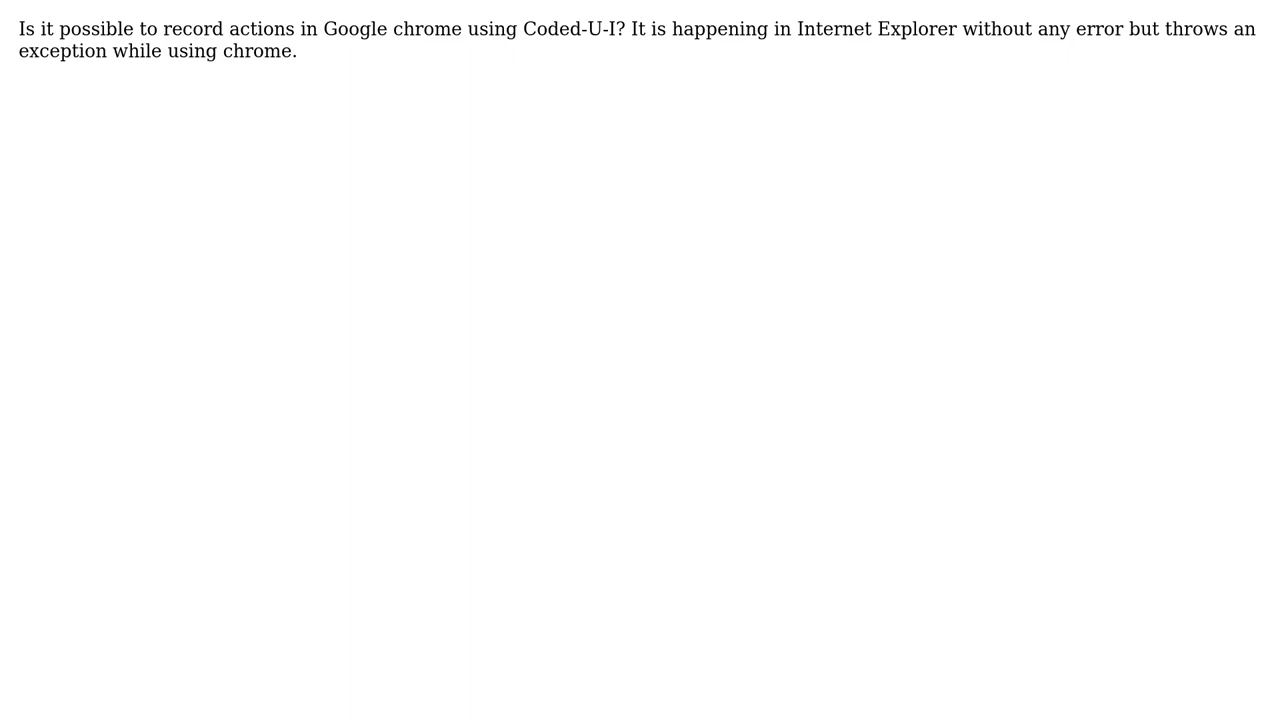 Is it possible to record actions in Google chrome using Coded-U-I? It is happening in Internet Explorer without any error but throws an
exception while using chrome.